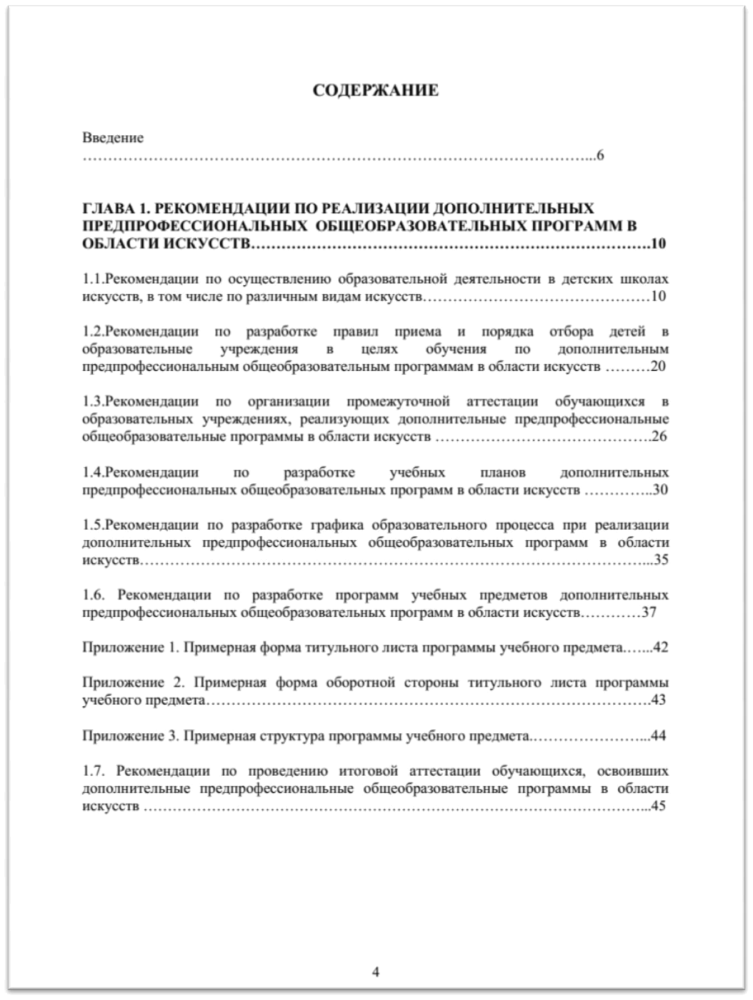 СОДЕРЖАНИЕ
Введение
……………………………………………………………………………………...6
ГЛАВА 1. РЕКОМЕНДАЦИИ ПО РЕАЛИЗАЦИИ ДОПОЛНИТЕЛЬНЫХ
ПРЕДПРОФЕССИОНАЛЬНЫХ ОБЩЕОБРАЗОВАТЕЛЬНЫХ ПРОГРАММ В
ОБЛАСТИ ИСКУССТВ…………………………………………………………………….10
1.1.Рекомендации по осуществлению образовательной деятельности в детских школах
искусств, в том числе по различным видам искусств………………………………………10
1.2.Рекомендации по разработке правил приема и порядка отбора детей в
образовательные учреждения в целях обучения по дополнительным
предпрофессиональным общеобразовательным программам в области искусств ………20
1.3.Рекомендации по организации промежуточной аттестации обучающихся в
образовательных учреждениях, реализующих дополнительные предпрофессиональные
общеобразовательные программы в области искусств …………………………………….26
1.4.Рекомендации по разработке учебных планов дополнительных
предпрофессиональных общеобразовательных программ в области искусств …………..30
1.5.Рекомендации по разработке графика образовательного процесса при реализации
дополнительных предпрофессиональных общеобразовательных программ в области
искусств………………………………………………………………………………………...35
1.6. Рекомендации по разработке программ учебных предметов дополнительных
предпрофессиональных общеобразовательных программ в области искусств…………37
Приложение 1. Примерная форма титульного листа программы учебного предмета…...42
Приложение 2. Примерная форма оборотной стороны титульного листа программы
учебного предмета…………………………………………………………………………….43
Приложение 3. Примерная структура программы учебного предмета…………………...44
1.7. Рекомендации по проведению итоговой аттестации обучающихся, освоивших
дополнительные предпрофессиональные общеобразовательные программы в области
искусств ………………………………………………………………………………………...45
4